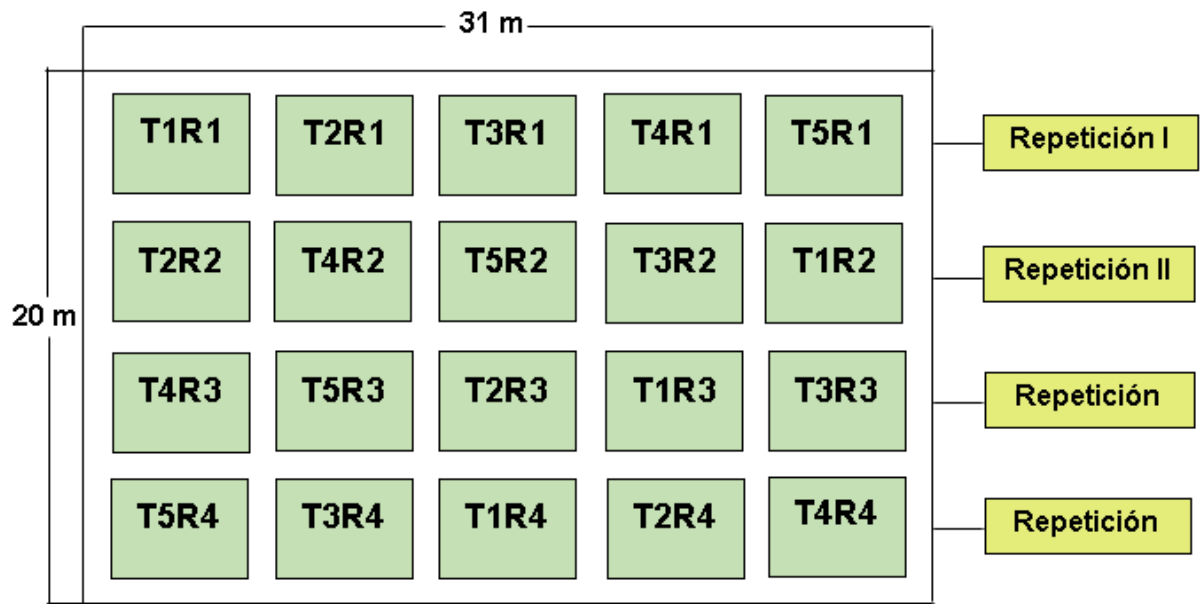 31 m
T1R1 T2R1 T3R1 T4R1 T5R1 Repetición I
T2R2 T4R2 T5R2 T3R2 T1R2 Repetición II
20 m
T4R3 T5R3 T2R3 T1R3 T3R3 Repetición
T5R4 T3R4 T1R4 T2R4 T4R4 Repetición